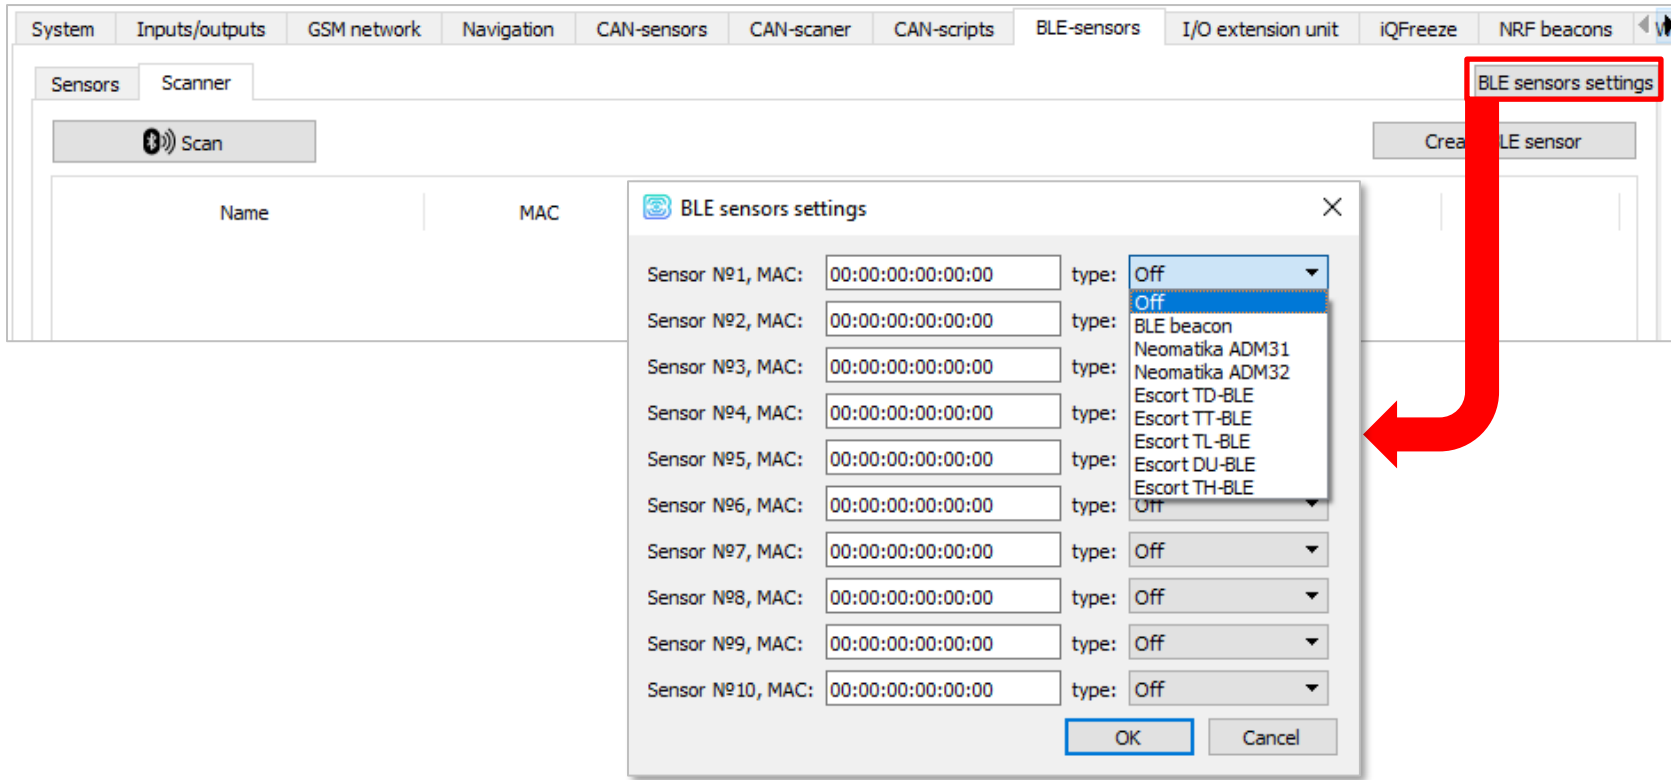 System Inputs/outputs GSM network Navigation CAN-sensors CAN-scaner CAN-scripts BLE-sensors I/O extension unit iQFreeze NRF beacons
Sensors Scanner BLE sensors settings
Scan Crea LE sensor
Name MAC
BLE sensors settings
Sensor Nº1, MAC: 00:00:00:00:00:00 type: Off
Off
Sensor Nº2, MAC: 00:00:00:00:00:00 type:
BLE beacon
Neomatika ADM31
Sensor Nº3, MAC: 00:00:00:00:00:00 type:
Neomatika ADM32
Escort TD-BLE
Sensor Nº4, MAC: 00:00:00:00:00:00 type:
Escort TT-BLE
Escort TL-BLE
Sensor Nº5, MAC: 00:00:00:00:00:00 type:
Escort DU-BLE
Escort TH-BLE
Sensor Nº6, MAC: 00:00:00:00:00:00 type: Off
Sensor Nº7, MAC: 00:00:00:00:00:00 type: Off
Sensor Nº8, MAC: 00:00:00:00:00:00 type: Off
Sensor Nº9, MAC: 00:00:00:00:00:00 type: Off
Sensor Nº10, MAC: 00:00:00:00:00:00 type: Off
OK Cancel